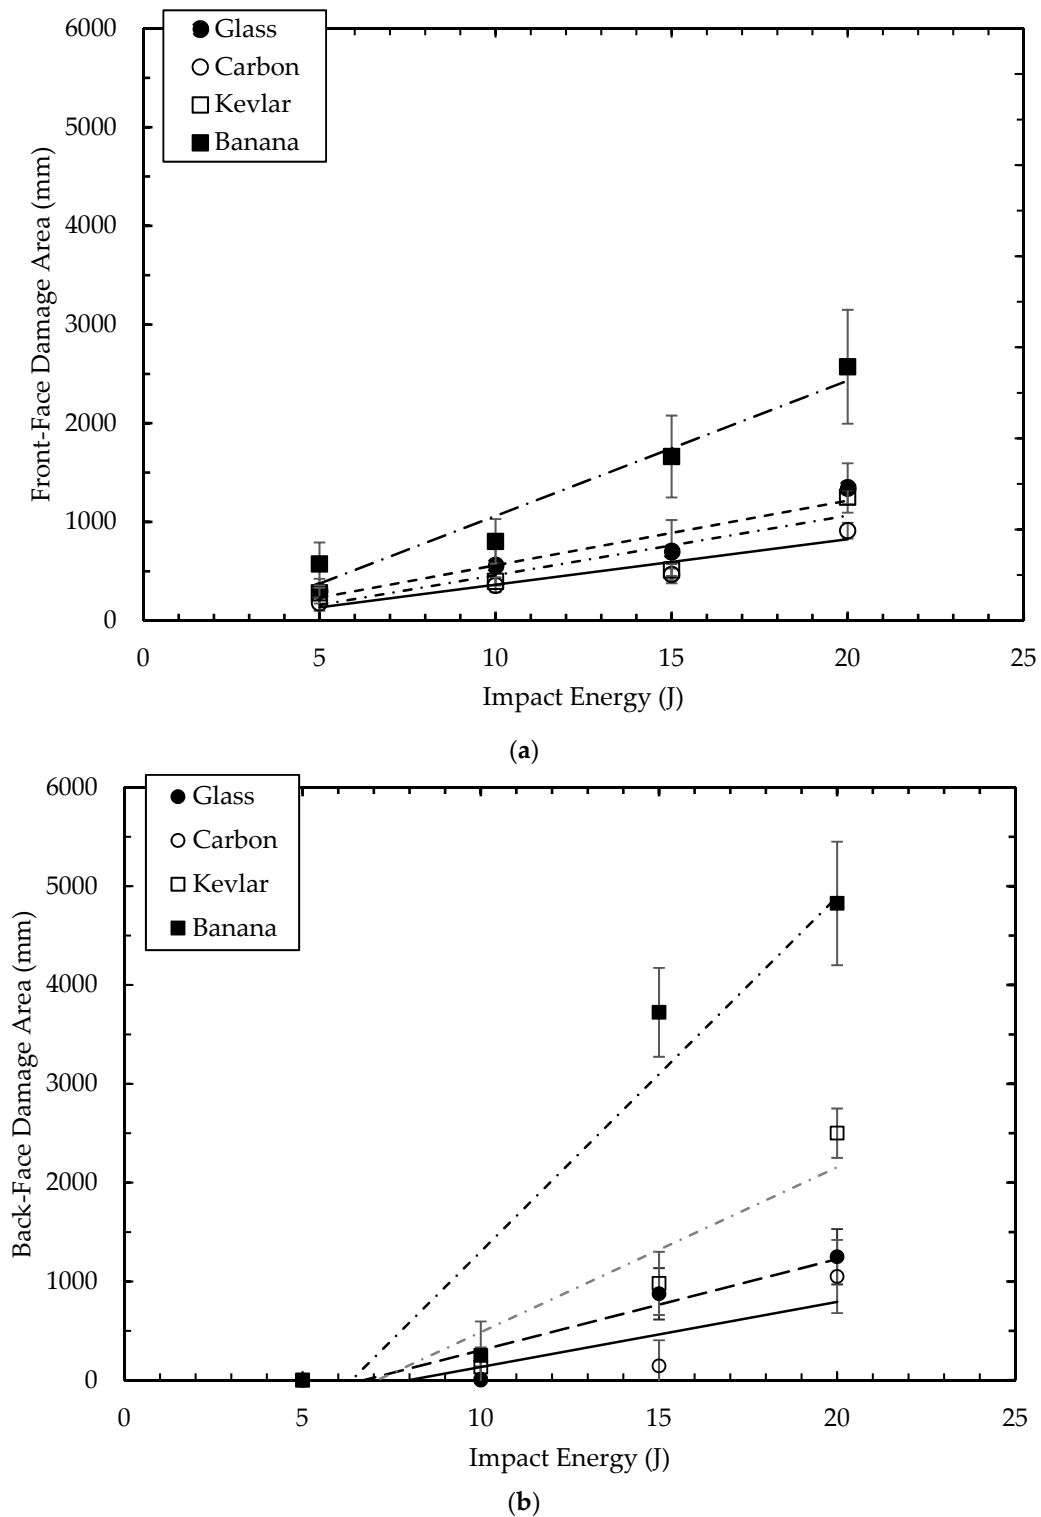 6000
5000
4000
3000
2000
1000
0
Front-Face Damage Area (mm)
Glass
Carbon
Kevlar
Banana
0 5 10 15 20 25
Impact Energy (J)
(a)
6000
5000
4000
3000
2000
1000
0
Back-Face Damage Area (mm)
Glass
Carbon
Kevlar
Banana
0 5 10 15 20 25
Impact Energy (J)
(b)